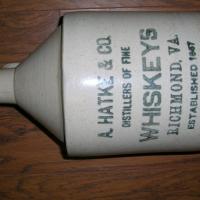 A. HATKE & CO.
DISTILLERS OF FINE
WHISKEYS
RICHMOND, VA.
ESTABLISHED 1867